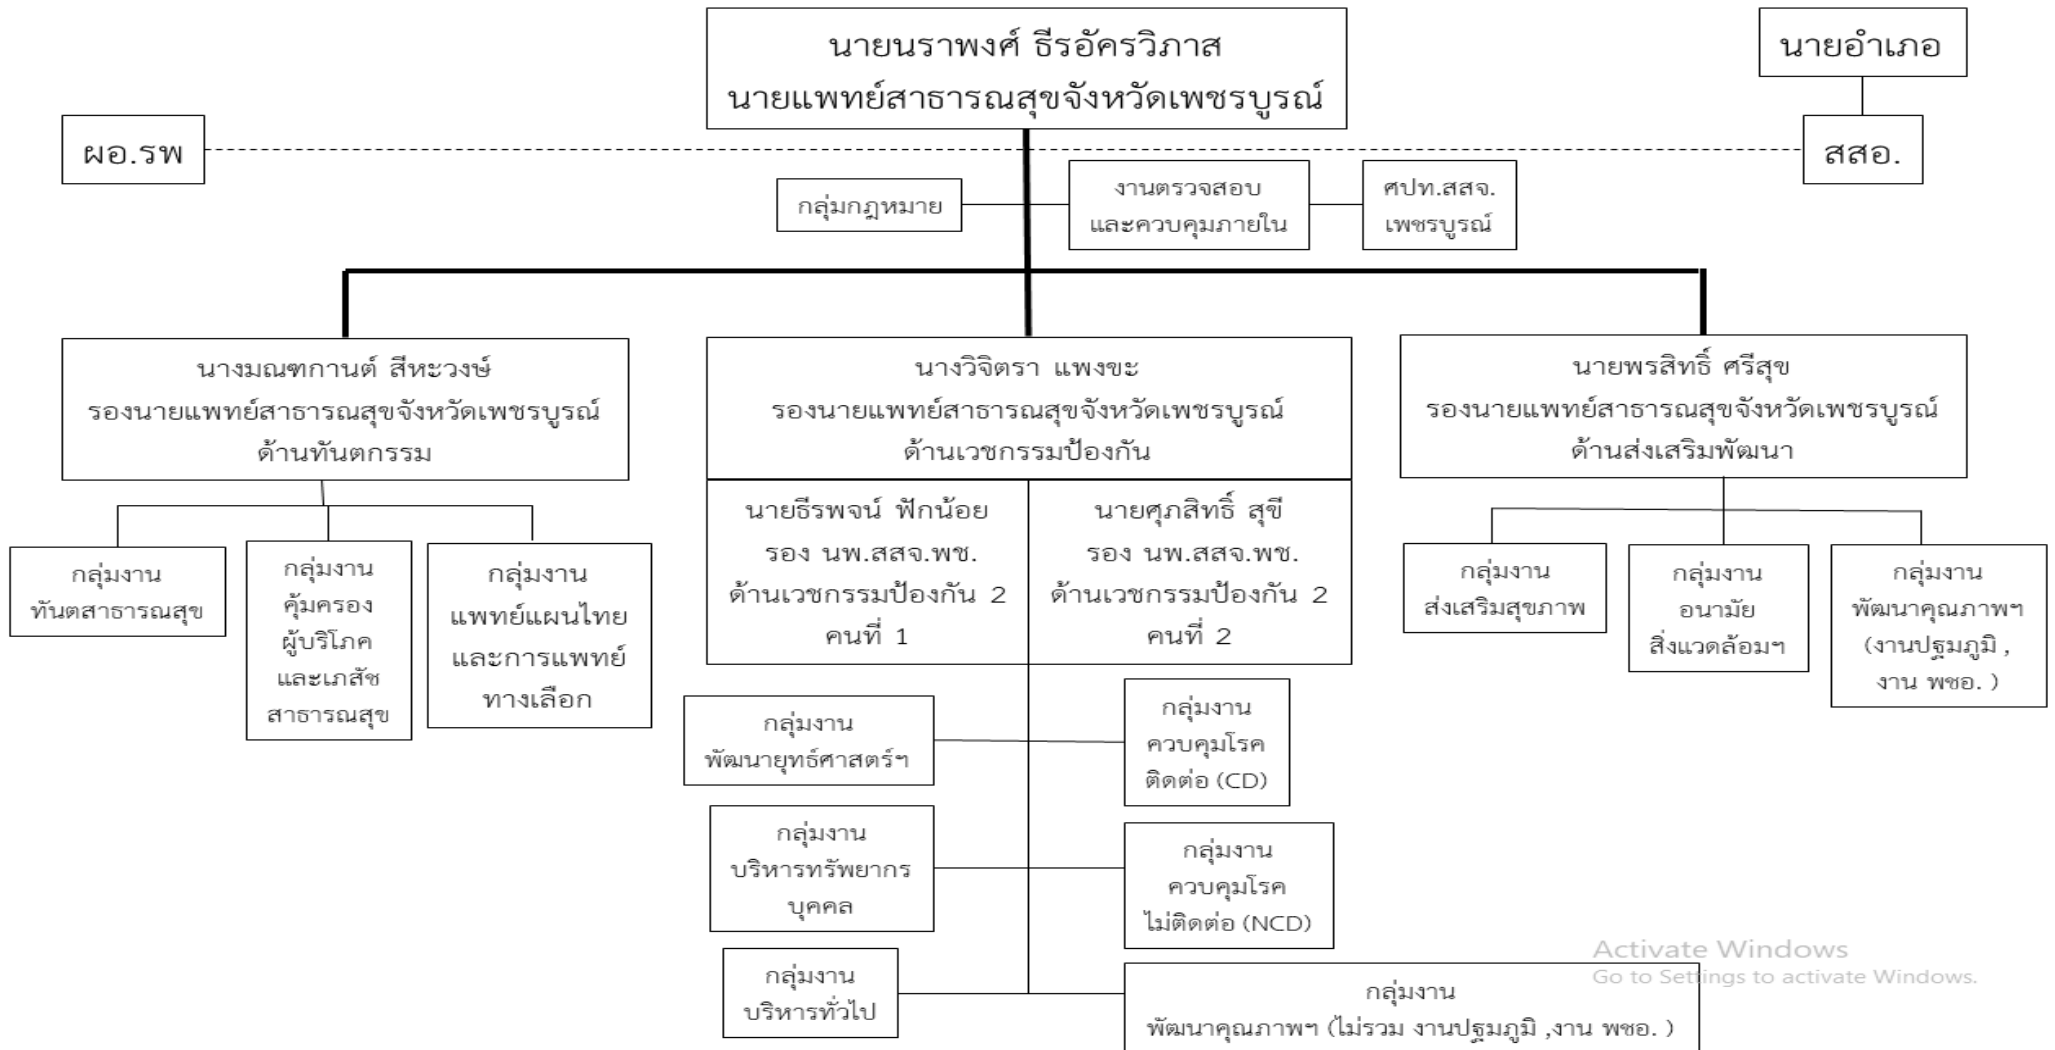 นายนราพงศ์ ธีรอัครวิภาส
นายแพทย์สาธารณสุขจังหวัดเพชรบูรณ์
นายอำเภอ
ผอ.รพ
สสอ.
กลุ่มกฎหมาย
งานตรวจสอบ
และควบคุมภายใน
ศปท.สสจ.
เพชรบูรณ์
นางมณฑกานต์ สีหะวงษ์
รองนายแพทย์สาธารณสุขจังหวัดเพชรบูรณ์
ด้านทันตกรรม
นางวิจิตรา แพงขะ
รองนายแพทย์สาธารณสุขจังหวัดเพชรบูรณ์
ด้านเวชกรรมป้องกัน
นายพรสิทธิ์ ศรีสุข
รองนายแพทย์สาธารณสุขจังหวัดเพชรบูรณ์
ด้านส่งเสริมพัฒนา
นายธีรพจน์ ฟักน้อย
รอง นพ.สสจ.พช.
ด้านเวชกรรมป้องกัน 2
คนที่ 1
นายศุภสิทธิ์ สุขี
รอง นพ.สสจ.พช.
ด้านเวชกรรมป้องกัน 2
คนที่ 2
กลุ่มงาน
ทันตสาธารณสุข
กลุ่มงาน
คุ้มครอง
ผู้บริโภค
และเภสัช
สาธารณสุข
กลุ่มงาน
แพทย์แผนไทย
และการแพทย์
ทางเลือก
กลุ่มงาน
ส่งเสริมสุขภาพ
กลุ่มงาน
อนามัย
สิ่งแวดล้อมฯ
กลุ่มงาน
พัฒนาคุณภาพฯ
(งานปฐมภูมิ ,
งาน พชอ. )
กลุ่มงาน
พัฒนายุทธ์ศาสตร์ฯ
กลุ่มงาน
ควบคุมโรค
ติดต่อ (CD)
กลุ่มงาน
บริหารทรัพยากร
บุคคล
กลุ่มงาน
ควบคุมโรค
ไม่ติดต่อ (NCD)
กลุ่มงาน
บริหารทั่วไป
กลุ่มงาน
พัฒนาคุณภาพฯ (ไม่รวม งานปฐมภูมิ ,งาน พชอ. )
Activate Windows
Go to Settings to activate Windows.